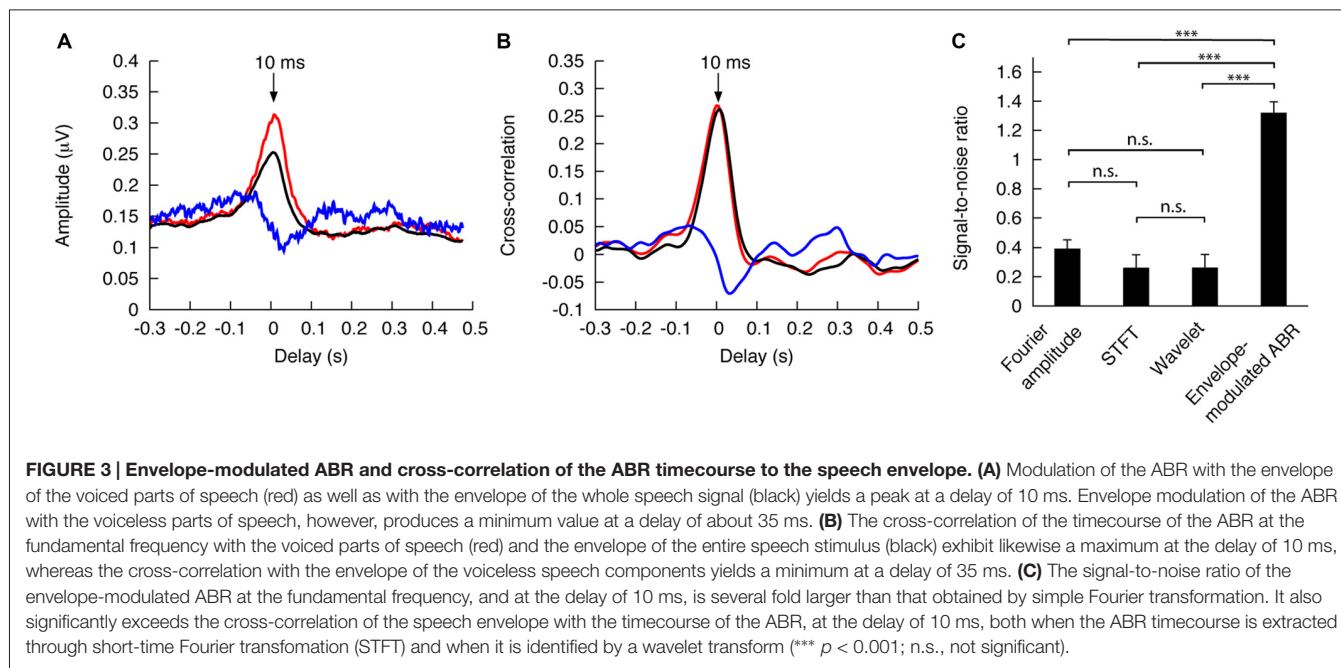 A
0.4
0.35
0.3
0.25
0.2
0.15
0.1
0.05
0
Amplitude (μV)
10 ms
-0.3 -0.2 -0.1 0 0.1 0.2 0.3 0.4 0.5
Delay (s)
B
0.35
0.3
0.25
0.2
0.15
0.1
0.05
0
-0.05
-0.1
Cross-correlation
10 ms
-0.3 -0.2 -0.1 0 0.1 0.2 0.3 0.4 0.5
Delay (s)
C
***
***
***
n.s.
n.s.
n.s.
1.6
1.4
1.2
1
0.8
0.6
0.4
0.2
0
Signal-to-noise ratio
Fourier
amplitude
STFT
Wavelet
Envelope-
modulated ABR
FIGURE 3 | Envelope-modulated ABR and cross-correlation of the ABR timecourse to the speech envelope. (A) Modulation of the ABR with the envelope
of the voiced parts of speech (red) as well as with the envelope of the whole speech signal (black) yields a peak at a delay of 10 ms. Envelope modulation of the ABR
with the voiceless parts of speech, however, produces a minimum value at a delay of about 35 ms. (B) The cross-correlation of the timecourse of the ABR at the
fundamental frequency with the voiced parts of speech (red) and the envelope of the entire speech stimulus (black) exhibit likewise a maximum at the delay of 10 ms,
whereas the cross-correlation with the envelope of the voiceless speech components yields a minimum at a delay of 35 ms. (C) The signal-to-noise ratio of the
envelope-modulated ABR at the fundamental frequency, and at the delay of 10 ms, is several fold larger than that obtained by simple Fourier transformation. It also
significantly exceeds the cross-correlation of the speech envelope with the timecourse of the ABR, at the delay of 10 ms, both when the ABR timecourse is extracted
through short-time Fourier transfomation (STFT) and when it is identified by a wavelet transform (*** p < 0.001; n.s., not significant).